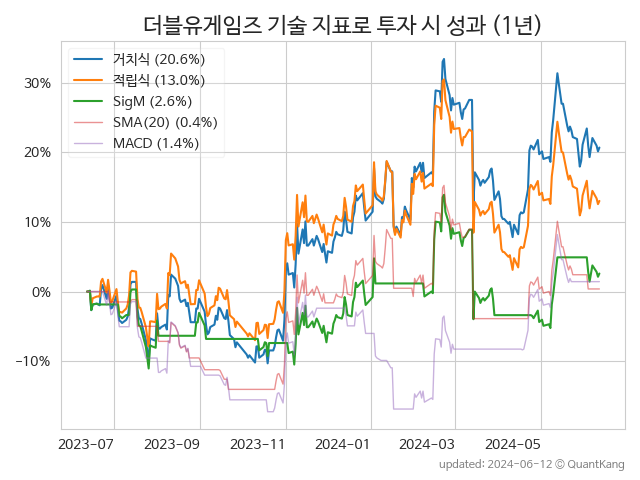 더블유게임즈 기술 지표로 투자 시 성과 (1년)
거치식 (20.6%)
적립식 (13.0%)
SigM (2.6%)
SMA(20) (0.4%)
MACD (1.4%)
30%
20%
10%
0%
−10%
2023-07 2023-09 2023-11 2024-01 2024-03 2024-05
updated: 2024-06-12 © QuantKang